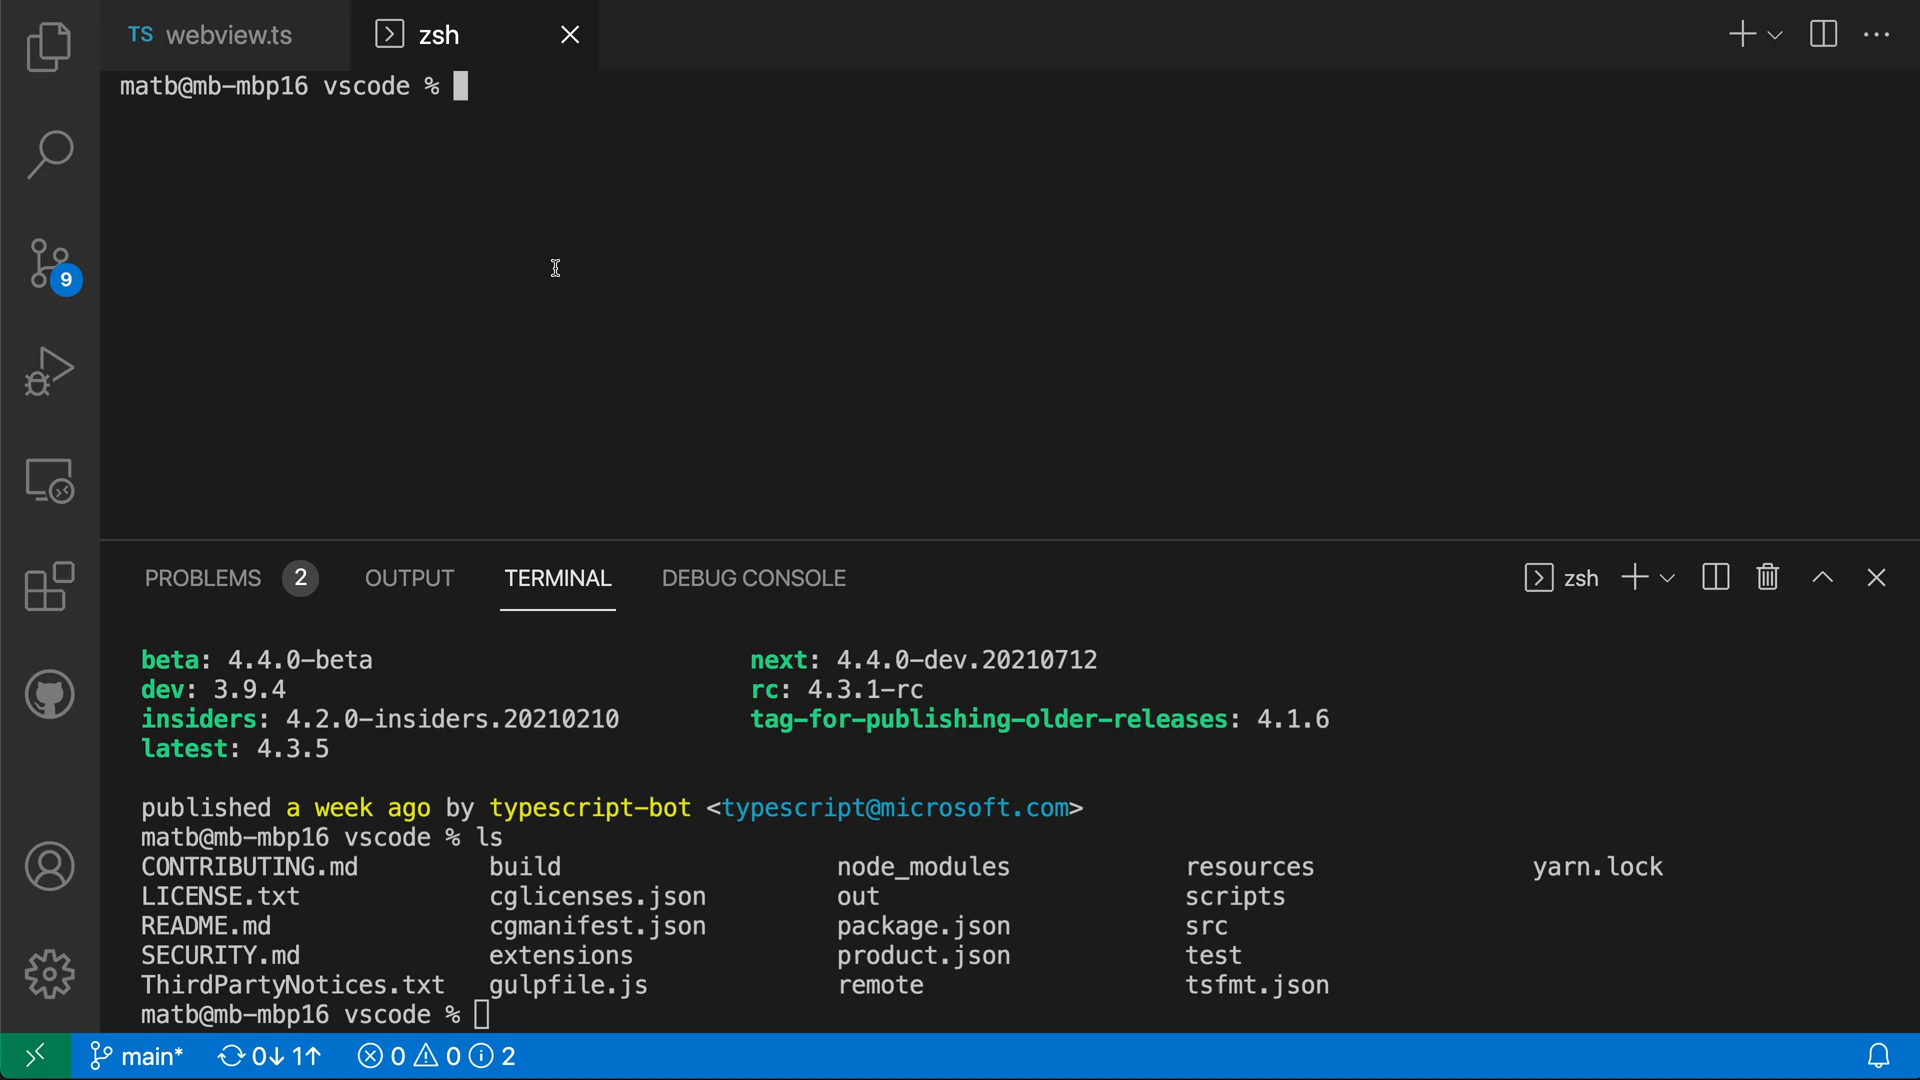 TS webview.ts
zsh
matb@mb-mbp16 vscode %
9
PROBLEMS 2 OUTPUT TERMINAL DEBUG CONSOLE
zsh
beta: 4.4.0-beta next: 4.4.0-dev.20210712
dev: 3.9.4 rc: 4.3.1-rc
insiders: 4.2.0-insiders.20210210 tag-for-publishing-older-releases: 4.1.6
latest: 4.3.5
published a week ago by typescript-bot <typescript@microsoft.com>
matb@mb-mbp16 vscode % ls
CONTRIBUTING.md build node_modules resources yarn.lock
LICENSE.txt cglicenses.json out scripts
README.md cgmanifest.json package.json src
SECURITY.md extensions product.json test
ThirdPartyNotices.txt gulpfile.js remote tsfmt.json
matb@mb-mbp16 vscode %
main* 0↓ 1↑ 0 0 2